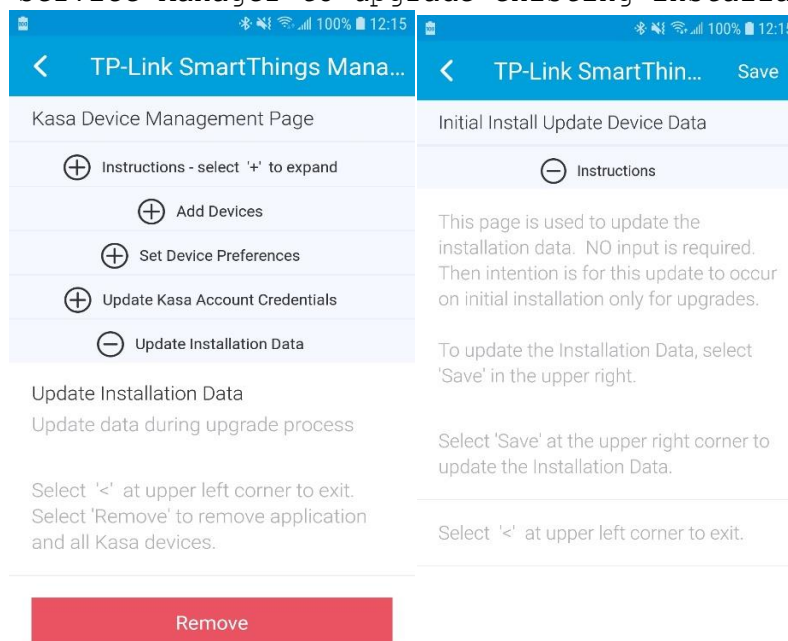 100% 12:15
TP-Link SmartThings Mana...
Kasa Device Management Page
Instructions - select '+' to expand
Add Devices
Set Device Preferences
Update Kasa Account Credentials
Update Installation Data
Update Installation Data
Update data during upgrade process
Select '<' at upper left corner to exit.
Select 'Remove' to remove application
and all Kasa devices.
Remove
100% 12:15
TP-Link SmartThin... Save
Initial Install Update Device Data
Instructions
This page is used to update the
installation data. NO input is required.
Then intention is for this update to occur
on initial installation only for upgrades.
To update the Installation Data, select
'Save' in the upper right.
Select 'Save' at the upper right corner to
update the Installation Data.
Select '<' at upper left corner to exit.